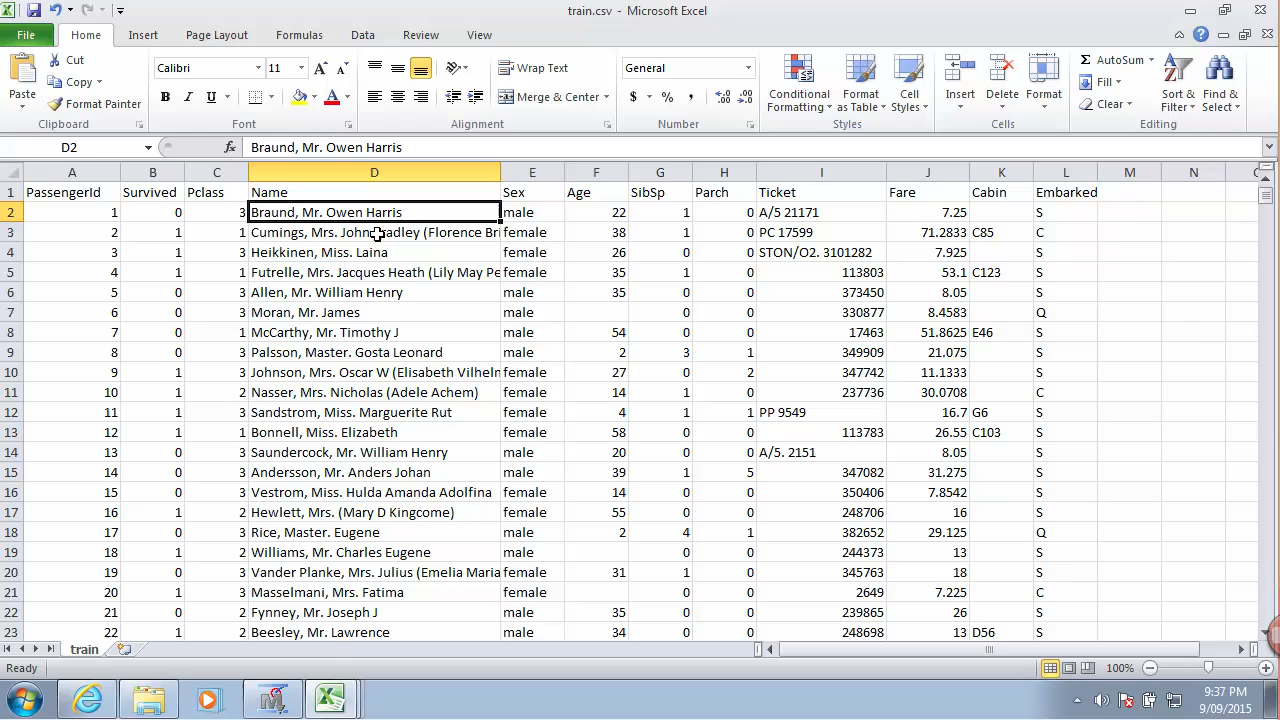 train.csv - Microsoft Excel
File Home Insert Page Layout Formulas Data Review View
Paste Cut Copy Format Painter
Clipboard
Calibri 11 A A
B I U A
Font
Wrap Text
Merge & Center
Alignment
General
$ % , .00 .0
Number
Conditional Formatting Format as Table Cell Styles
Styles
Insert Delete Format
Cells
Σ AutoSum Fill Clear Sort & Filter Find & Select
Editing
D2 fx Braund, Mr. Owen Harris
A B C D E F G H I J K L M N
1 PassengerId Survived Pclass Name Sex Age SibSp Parch Ticket Fare Cabin Embarked
2 1 0 3 Braund, Mr. Owen Harris male 22 1 0 A/5 21171 7.25 S
3 2 1 1 Cumings, Mrs. John Bradley (Florence Bri female 38 1 0 PC 17599 71.2833 C85 C
4 3 1 3 Heikkinen, Miss. Laina female 26 0 0 STON/O2. 3101282 7.925 S
5 4 1 1 Futrelle, Mrs. Jacques Heath (Lily May Pe female 35 1 0 113803 53.1 C123 S
6 5 0 3 Allen, Mr. William Henry male 35 0 0 373450 8.05 S
7 6 0 3 Moran, Mr. James male 0 0 330877 8.4583 Q
8 7 0 1 McCarthy, Mr. Timothy J male 54 0 0 17463 51.8625 E46 S
9 8 0 3 Palsson, Master. Gosta Leonard male 2 3 1 349909 21.075 S
10 9 1 3 Johnson, Mrs. Oscar W (Elisabeth Vilheln female 27 0 2 347742 11.1333 S
11 10 1 2 Nasser, Mrs. Nicholas (Adele Achem) female 14 1 0 237736 30.0708 C
12 11 1 3 Sandstrom, Miss. Marguerite Rut female 4 1 1 PP 9549 16.7 G6 S
13 12 1 1 Bonnell, Miss. Elizabeth female 58 0 0 113783 26.55 C103 S
14 13 0 3 Saundercock, Mr. William Henry male 20 0 0 A/5. 2151 8.05 S
15 14 0 3 Andersson, Mr. Anders Johan male 39 1 5 347082 31.275 S
16 15 0 3 Vestrom, Miss. Hulda Amanda Adolfina female 14 0 0 350406 7.8542 S
17 16 1 2 Hewlett, Mrs. (Mary D Kingcome) female 55 0 0 248706 16 S
18 17 0 3 Rice, Master. Eugene male 2 4 1 382652 29.125 Q
19 18 1 2 Williams, Mr. Charles Eugene male 0 0 244373 13 S
20 19 0 3 Vander Planke, Mrs. Julius (Emelia Maria female 31 1 0 345763 18 S
21 20 1 3 Masselmani, Mrs. Fatima female 0 0 2649 7.225 C
22 21 0 2 Fynney, Mr. Joseph J male 35 0 0 239865 26 S
23 22 1 2 Beesley, Mr. Lawrence male 34 0 0 248698 13 D56 S
train
Ready 100%
9:37 PM
9/09/2015